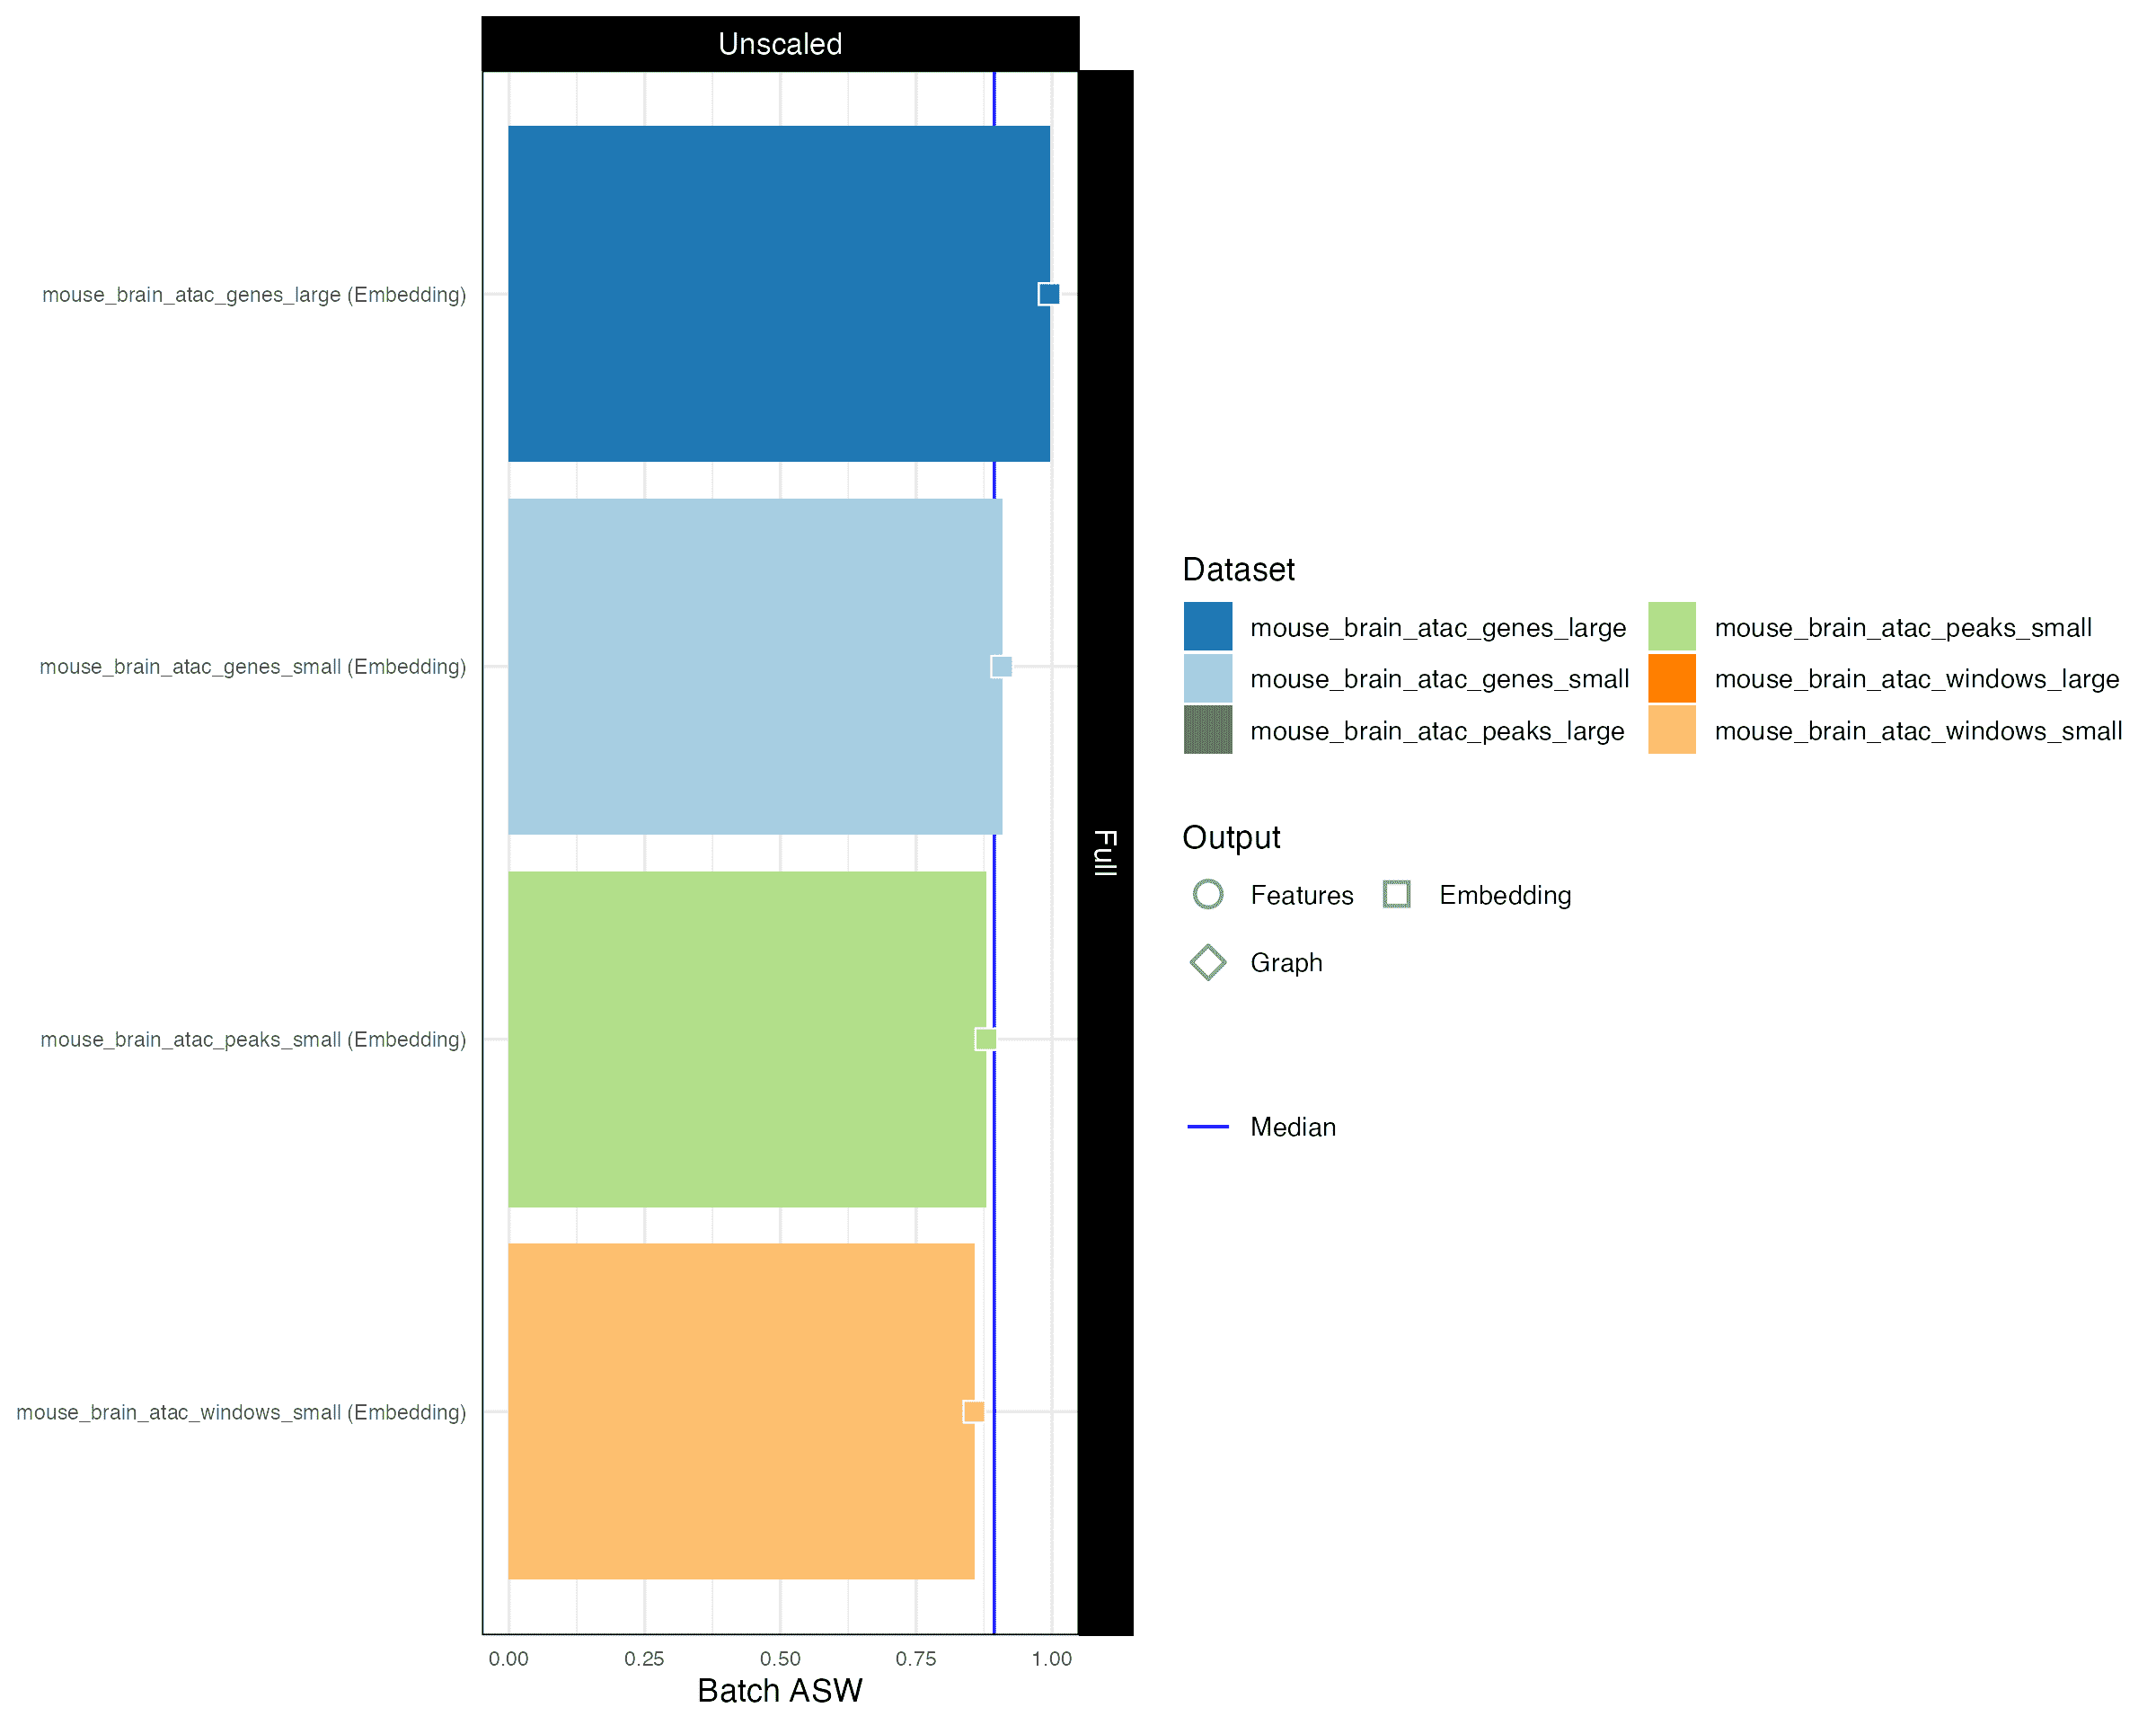 Unscaled
mouse_brain_atac_genes_large (Embedding)
mouse_brain_atac_genes_small (Embedding)
mouse_brain_atac_peaks_small (Embedding)
mouse_brain_atac_windows_small (Embedding)
Full
0.00 0.25 0.50 0.75 1.00
Batch ASW
Dataset
mouse_brain_atac_genes_large mouse_brain_atac_peaks_small
mouse_brain_atac_genes_small mouse_brain_atac_windows_large
mouse_brain_atac_peaks_large mouse_brain_atac_windows_small
Output
Features Embedding
Graph
Median